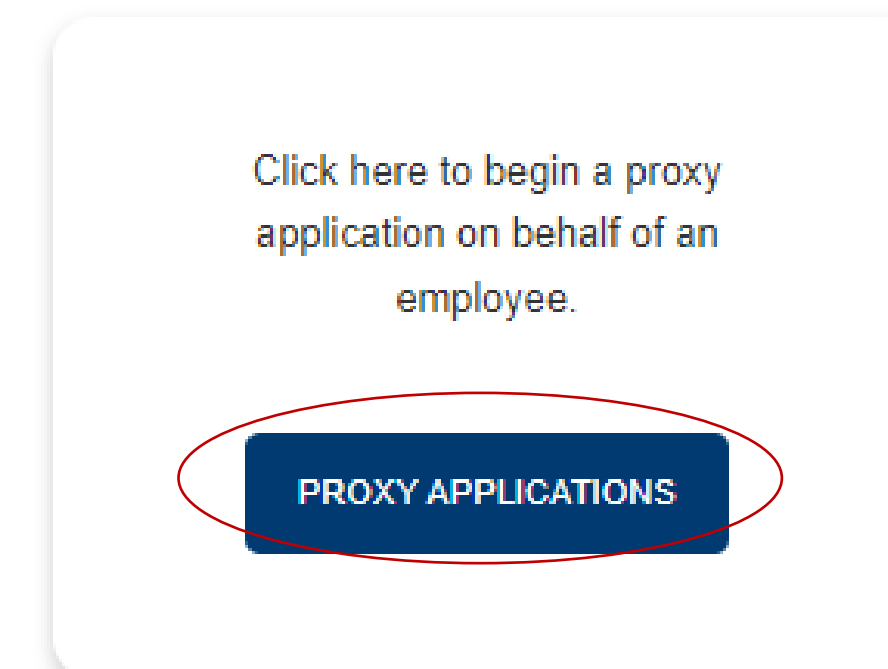 Click here to begin a proxy
application on behalf of an
employee.
PROXY APPLICATIONS